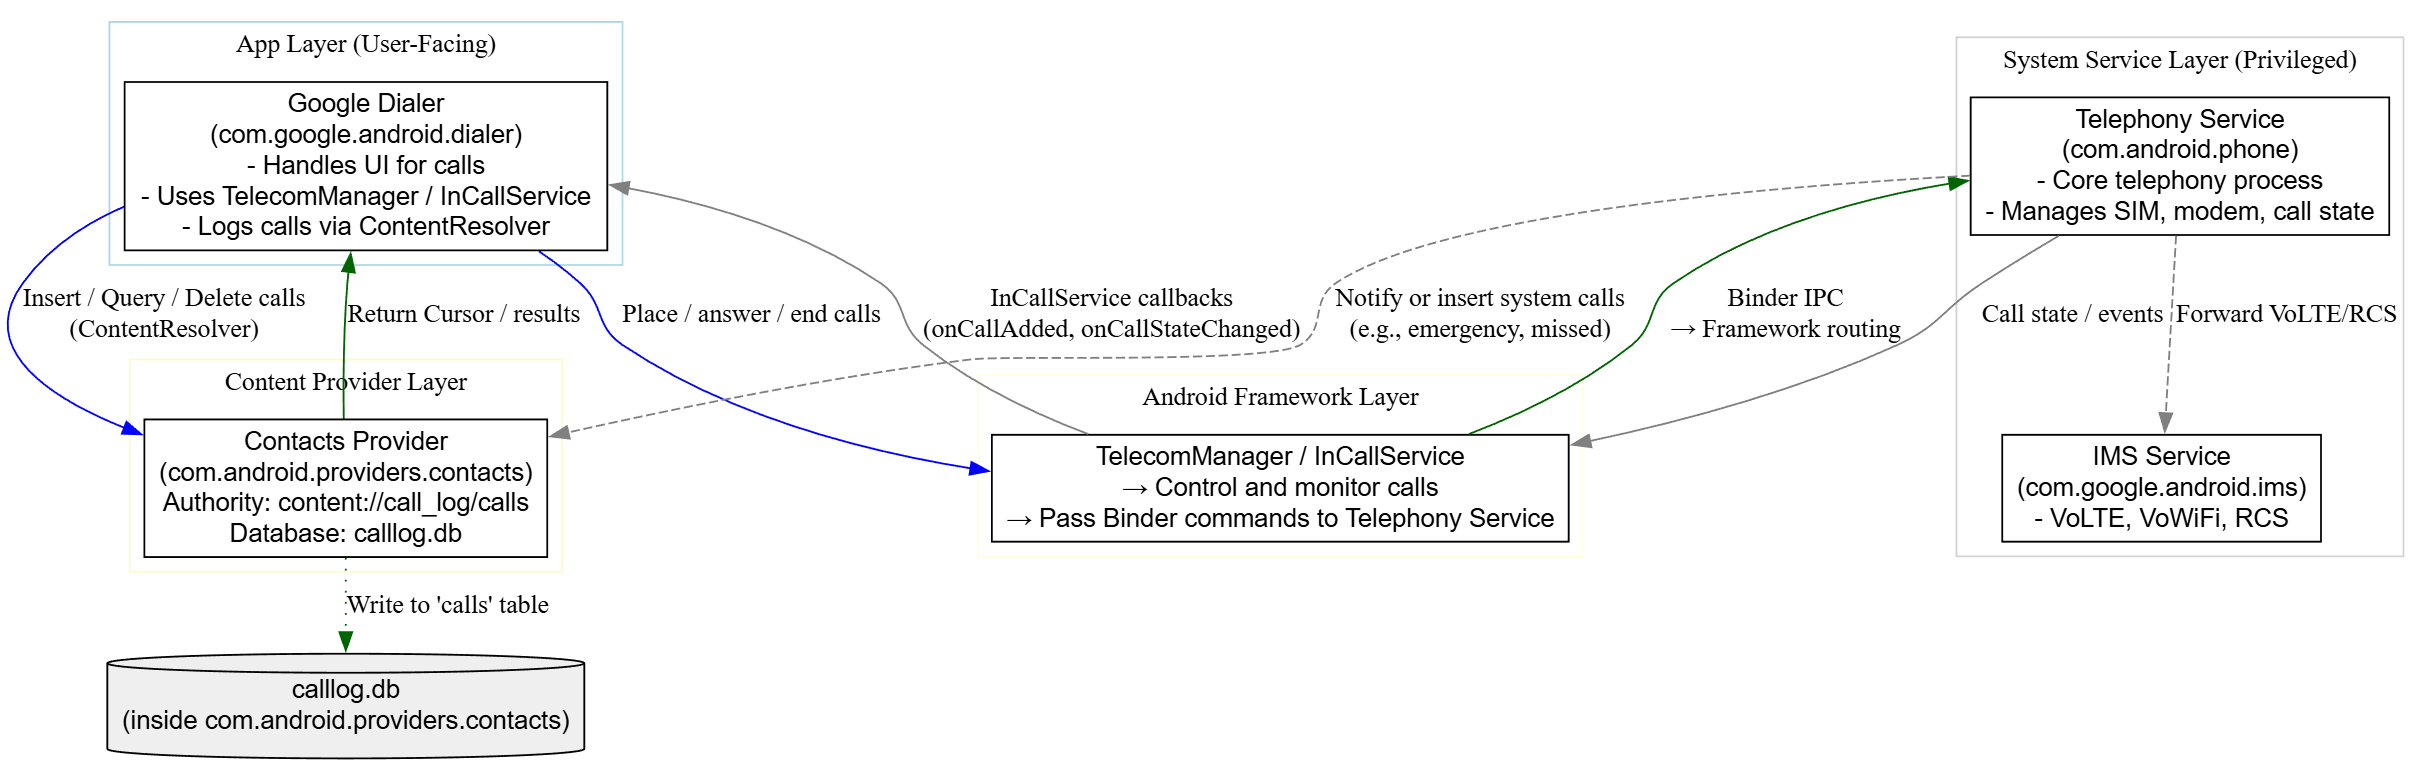 App Layer (User-Facing)
Google Dialer
(com.google.android.dialer)
- Handles UI for calls
- Uses TelecomManager / InCallService
- Logs calls via ContentResolver
System Service Layer (Privileged)
Telephony Service
(com.android.phone)
- Core telephony process
- Manages SIM, modem, call state
Insert / Query / Delete calls
(ContentResolver)
Return Cursor / results
Place / answer / end calls
InCallService callbacks
(onCallAdded, onCallStateChanged)
Notify or insert system calls
(e.g., emergency, missed)
Binder IPC
→ Framework routing
Call state / events
Forward VoLTE/RCS
Content Provider Layer
Contacts Provider
(com.android.providers.contacts)
Authority: content://call_log/calls
Database: calllog.db
Android Framework Layer
TelecomManager / InCallService
→ Control and monitor calls
→ Pass Binder commands to Telephony Service
IMS Service
(com.google.android.ims)
- VoLTE, VoWiFi, RCS
Write to 'calls' table
calllog.db
(inside com.android.providers.contacts)